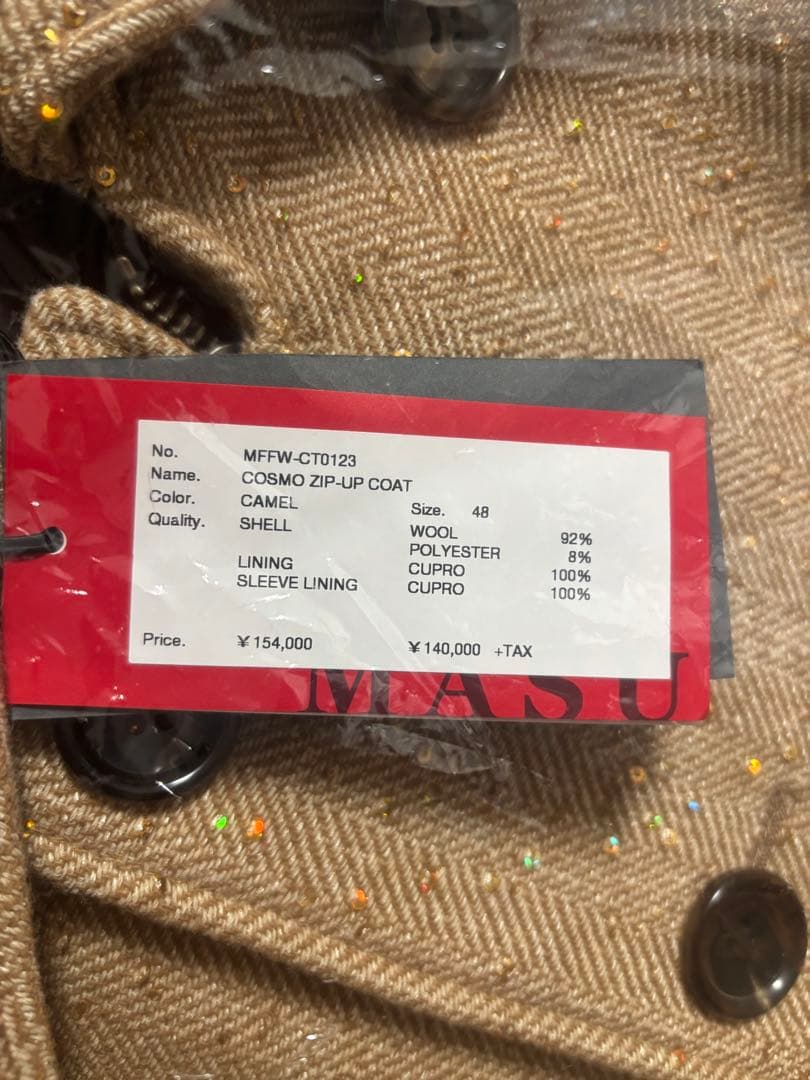 No. MFFW-CT0123
Name. COSMO ZIP-UP COAT
Color. CAMEL Size. 48
Quality. SHELL WOOL 92%
POLYESTER 8%
LINING CUPRO 100%
SLEEVE LINING CUPRO 100%
Price. ¥154,000 ¥140,000 +TAX
MASU